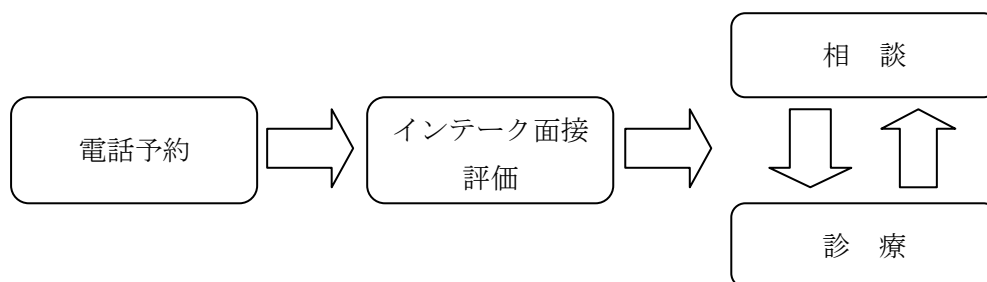 電話予約
インテーク面接
評価
相　談
診　療